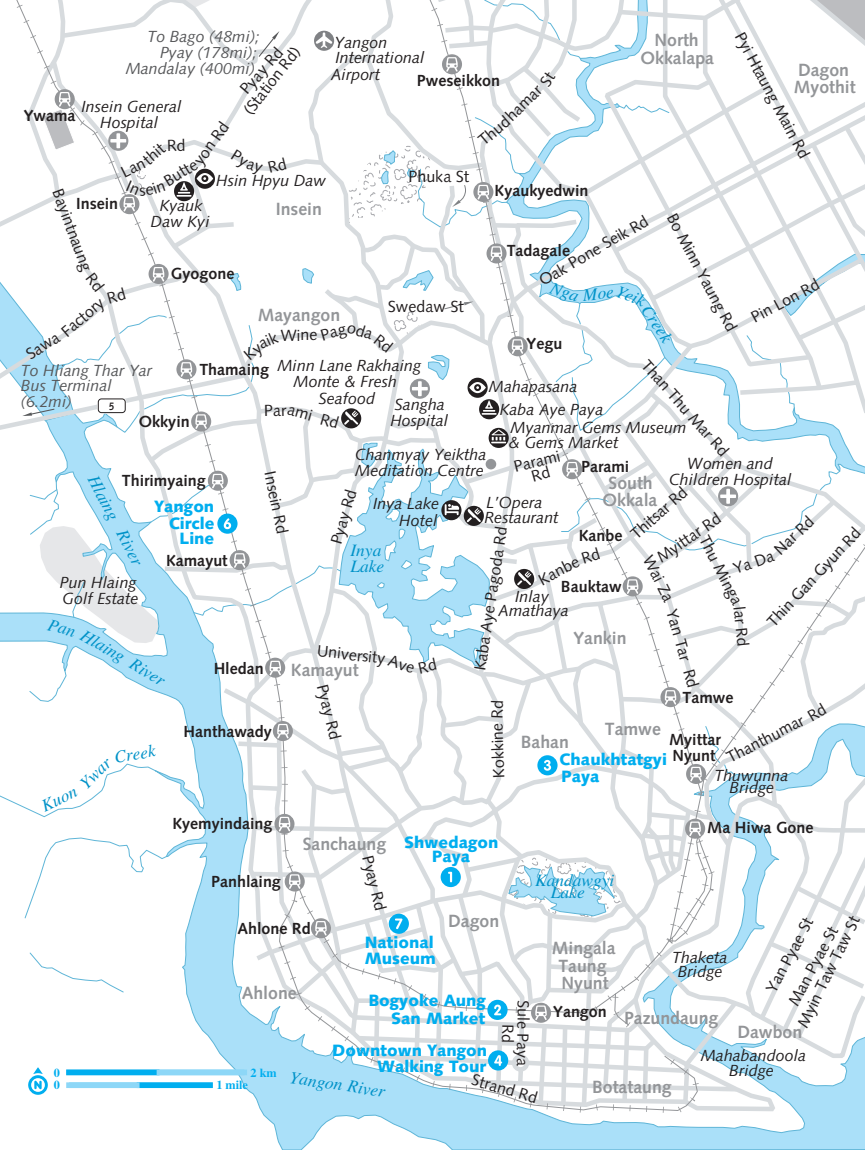 To Bago (48mi);
Pyay (178mi);
Mandalay (400mi)
Pyay Rd
(Station Rd)
Yangon
International
Airport
Pweseikkon
North
Okkalapa
Pyi Htaung Main Rd
Dagon
Myothit
Ywama
Insein General
Hospital
Thudhamar St
Lanthit Rd
Insein Butteyon Rd
Pyay Rd
Hsin Hpyu Daw
Kyauk
Daw Kyi
Phuka St
Kyaukyedwin
Insein
Insein
Bayintnaung Rd
Tadagale
Oak Pone Seik Rd
Bo Minn Yaung Rd
Gyogone
Nga Moe Yeik Creek
Pin Lon Rd
Sawa Factory Rd
Swedaw St
Mayangon
Kyaik Wine Pagoda Rd
Yegu
To Hliang Thar Yar
Bus Terminal
(6.2mi)
5
Thamaing
Minn Lane Rakhaing
Monte & Fresh
Seafood
Sangha
Hospital
Mahapasana
Kaba Aye Paya
Myanmar Gems Museum
& Gems Market
Than Thu Mar Rd
Okkyin
Parami Rd
Chanmyay Yeiktha
Meditation Centre
Parami
Rd
Parami
Women and
Children Hospital
South
Okkala
Thirimyaing
Hlaing River
Insein Rd
Pyay Rd
Yangon
Circle
Line
6
Inya Lake
Hotel
L'Opera
Restaurant
Thitsar Rd
Kanbe
Myittar Rd
Ya Da Nar Rd
Thin Gan Gyun Rd
Kamayut
Inya
Lake
Kaba Aye Pagoda Rd
Kanbe Rd
Inlay
Amathaya
Bauktaw
Wai Za Yan Tar Rd
Thu Mingalar Rd
Pun Hlaing
Golf Estate
Pan Hlaing River
Yankin
University Ave Rd
Hledan
Kamayut
Pyay Rd
Tamwe
Kokkine Rd
Hanthawady
Bahan
Tamwe
Myittar
Nyunt
Thanthumar Rd
3
Chaukhtatgyi
Paya
Thuwunna
Bridge
Kuon Ywar Creek
Kyemyindaing
Ma Hiwa Gone
Sanchaung
Shwedagon
Paya
1
Pyay Rd
Panhlaing
Kandawgyi
Lake
Ahlone Rd
7
National
Museum
Dagon
Mingala
Taung
Nyunt
Thaketa
Bridge
Yan Pyae St
Man Pyae St
Myin Taw Taw St
Ahlone
Bogyoke Aung
San Market
2
Sule Paya
Rd
Yangon
Pazundaung
Dawbon
Downtown Yangon
Walking Tour
4
Mahabandoola
Bridge
Strand Rd
Botataung
Yangon River
N
0
2 km
0
1 mile